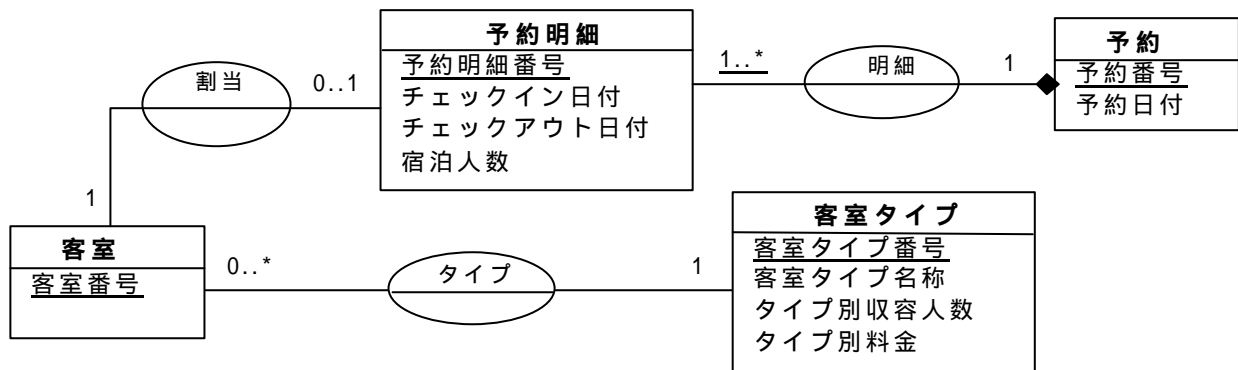 予約明細
予約明細番号
チェックイン日付
チェックアウト日付
宿泊人数
割当
0..1
1
1..*
明細
1
予約
予約番号
予約日付
客室
客室番号
0..*
タイプ
1
客室タイプ
客室タイプ番号
客室タイプ名称
タイプ別収容人数
タイプ別料金